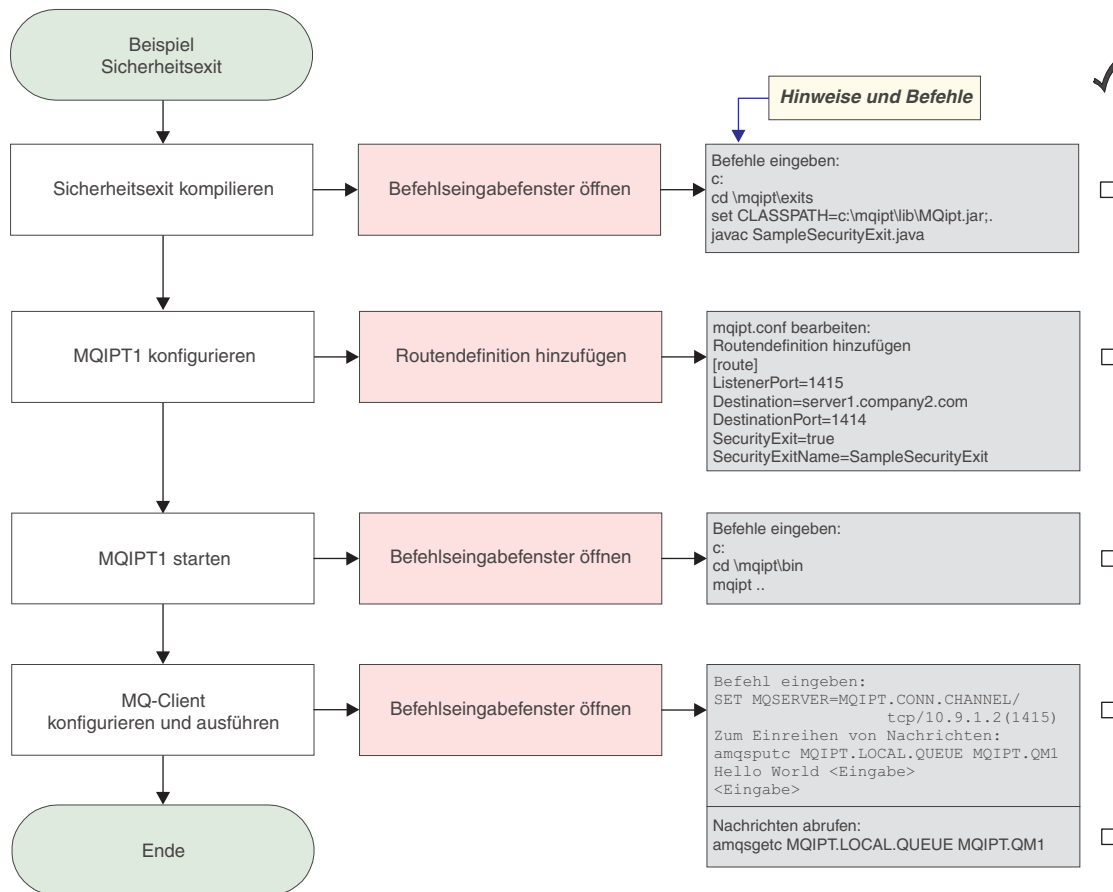 Beispiel
Sicherheitsexit
Hinweise und Befehle
Sicherheitsexit kompilieren
Befehlseingabefenster öffnen
Befehle eingeben:
c:
cd \mqipt\exits
set CLASSPATH=c:\mqipt\lib\MQipt.jar;.
javac SampleSecurityExit.java
MQIPT1 konfigurieren
Routendefinition hinzufügen
mqipt.conf bearbeiten:
Routendefinition hinzufügen
[route]
ListenerPort=1415
Destination=server1.company2.com
DestinationPort=1414
SecurityExit=true
SecurityExitName=SampleSecurityExit
MQIPT1 starten
Befehlseingabefenster öffnen
Befehle eingeben:
c:
cd \mqipt\bin
mqipt ..
MQ-Client
konfigurieren und ausführen
Befehlseingabefenster öffnen
Befehl eingeben:
SET MQSERVER=MQIPT.CONN.CHANNEL/
tcp/10.9.1.2(1415)
Zum Einreihen von Nachrichten:
amqsputc MQIPT.LOCAL.QUEUE MQIPT.QM1
Hello World <Eingabe>
<Eingabe>
Nachrichten abrufen:
amqsgetc MQIPT.LOCAL.QUEUE MQIPT.QM1
Ende